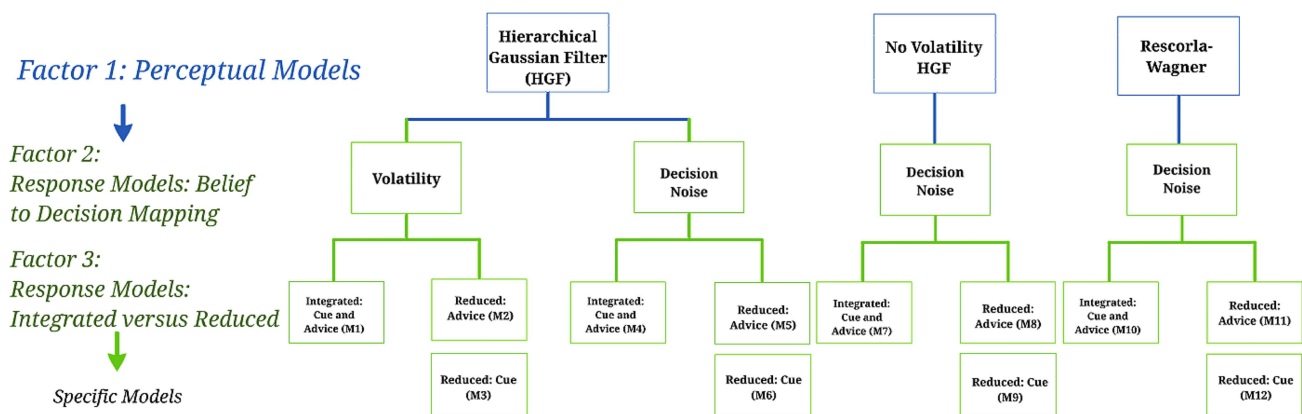 Factor 1: Perceptual Models
Hierarchical
Gaussian Filter
(HGF)
No Volatility
HGF
Rescorla-
Wagner
Factor 2:
Response Models: Belief
to Decision Mapping
Volatility
Decision
Noise
Decision
Noise
Decision
Noise
Factor 3:
Response Models:
Integrated versus Reduced
Integrated:
Cue and
Advice (M1)
Reduced:
Advice (M2)
Integrated:
Cue and
Advice (M4)
Reduced:
Advice (M5)
Integrated:
Cue and
Advice (M7)
Reduced:
Advice (M8)
Integrated:
Cue and
Advice (M10)
Reduced:
Advice (M11)
Specific Models
Reduced: Cue
(M3)
Reduced: Cue
(M6)
Reduced: Cue
(M9)
Reduced: Cue
(M12)